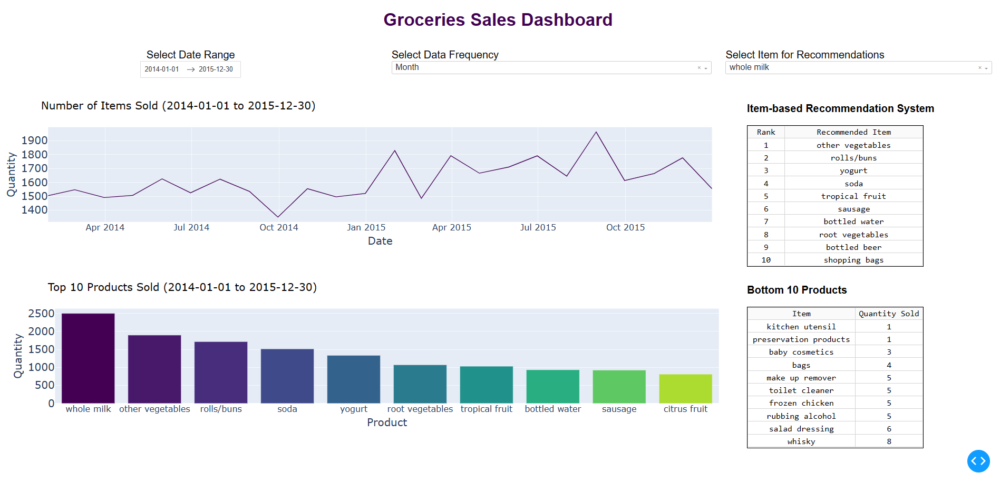 Groceries Sales Dashboard
Select Date Range
2014-01-01 → 2015-12-30
Select Data Frequency
Month × 
Select Item for Recommendations
whole milk × 
Number of Items Sold (2014-01-01 to 2015-12-30)
Quantity
1900
1800
1700
1600
1500
1400
Apr 2014 Jul 2014 Oct 2014 Jan 2015 Apr 2015 Jul 2015 Oct 2015
Date
Item-based Recommendation System
Rank Recommended Item
1 other vegetables
2 rolls/buns
3 yogurt
4 soda
5 tropical fruit
6 sausage
7 bottled water
8 root vegetables
9 bottled beer
10 shopping bags
Top 10 Products Sold (2014-01-01 to 2015-12-30)
Quantity
2500
2000
1500
1000
500
0
whole milk other vegetables rolls/buns soda yogurt root vegetables tropical fruit bottled water sausage citrus fruit
Product
Bottom 10 Products
Item Quantity Sold
kitchen utensil 1
preservation products 1
baby cosmetics 3
bags 4
make up remover 5
toilet cleaner 5
frozen chicken 5
rubbing alcohol 5
salad dressing 6
whisky 8